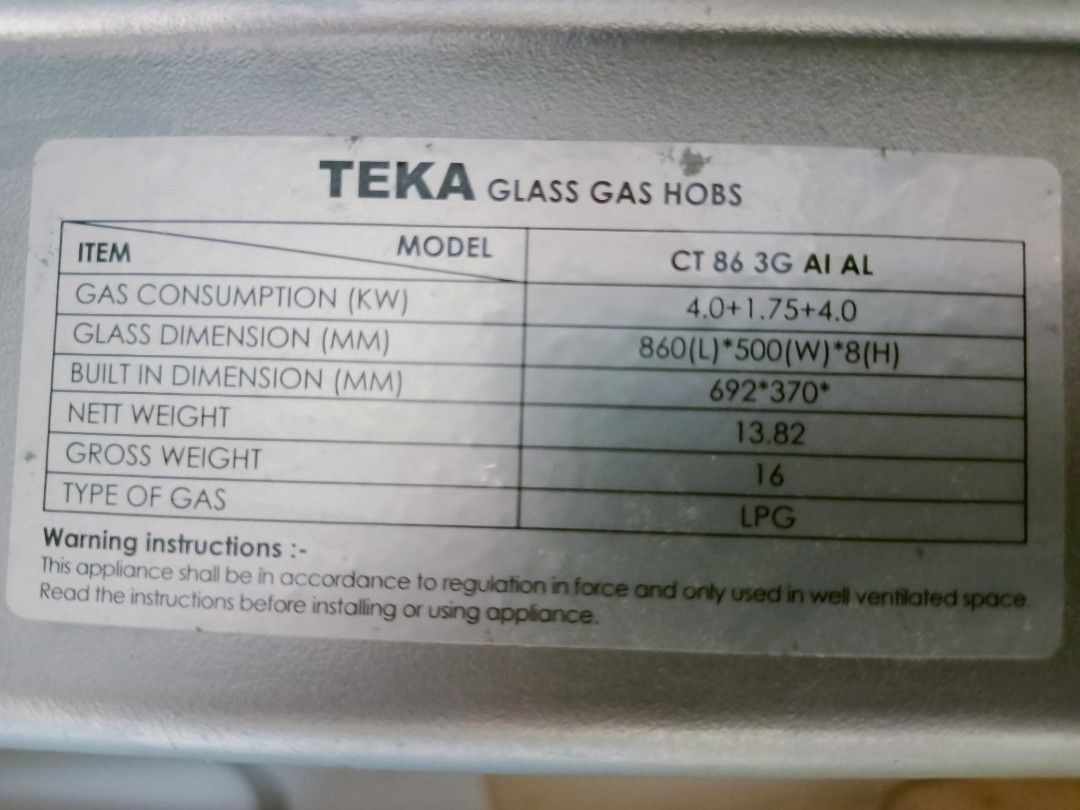 TEKA GLASS GAS HOBS
ITEM MODEL CT 86 3G AI AL
GAS CONSUMPTION (KW) 4.0+1.75+4.0
GLASS DIMENSION (MM) 860(L)*500(W)*8(H)
BUILT IN DIMENSION (MM) 692*370*
NETT WEIGHT 13.82
GROSS WEIGHT 16
TYPE OF GAS LPG
Warning instructions :-
This appliance shall be in accordance to regulation in force and only used in well ventilated space.
Read the instructions before installing or using appliance.